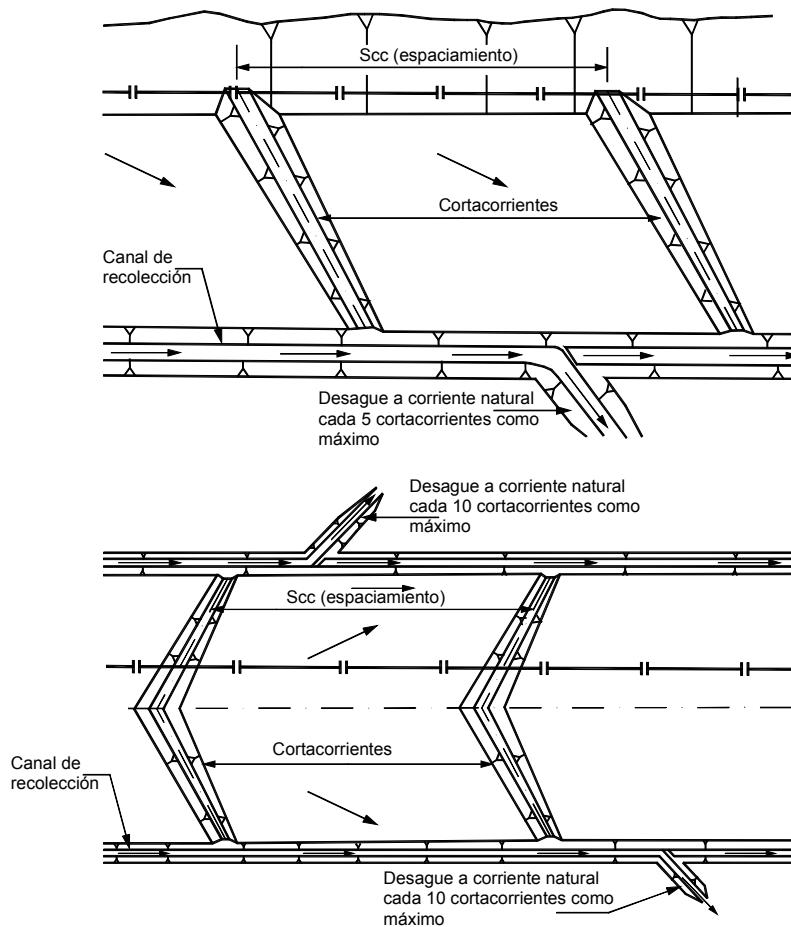 Scc (espaciamiento)
Cortacorrientes
Canal de
recolección
Desague a corriente natural
cada 5 cortacorrientes como
máximo
Desague a corriente natural
cada 10 cortacorrientes como
máximo
Scc (espaciamiento)
Cortacorrientes
Canal de
recolección
Desague a corriente natural
cada 10 cortacorrientes como
máximo